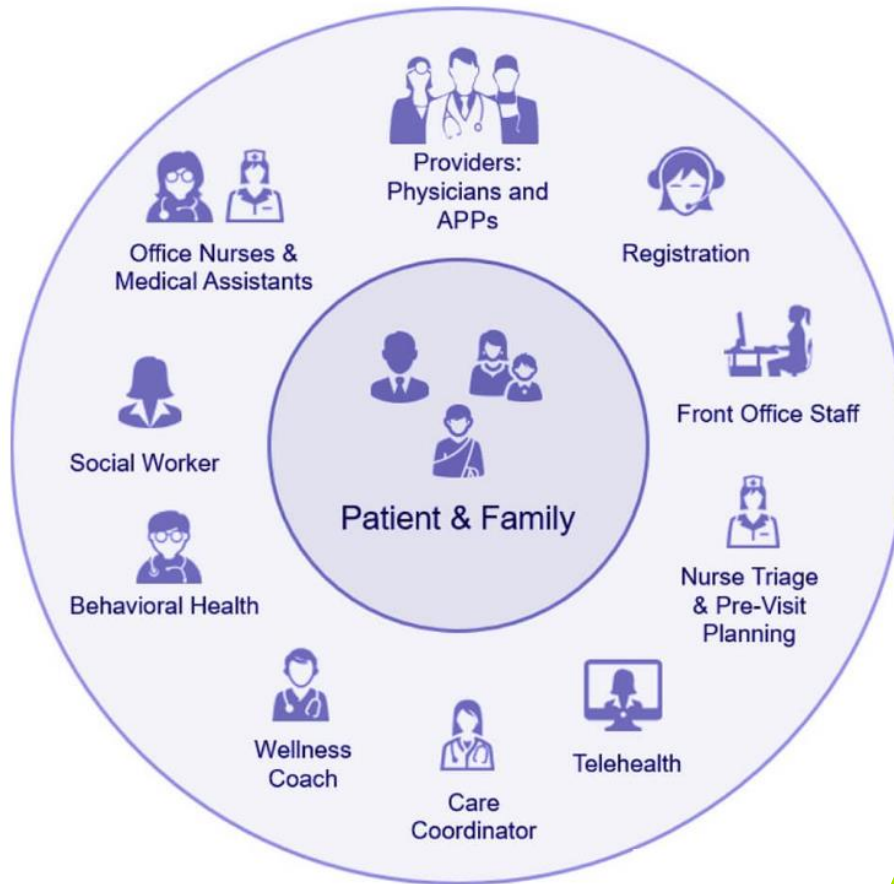 Providers:
Physicians and
APPs
Registration
Front Office Staff
Nurse Triage
& Pre-Visit
Planning
Telehealth
Care
Coordinator
Wellness
Coach
Behavioral Health
Social Worker
Office Nurses &
Medical Assistants
Patient & Family